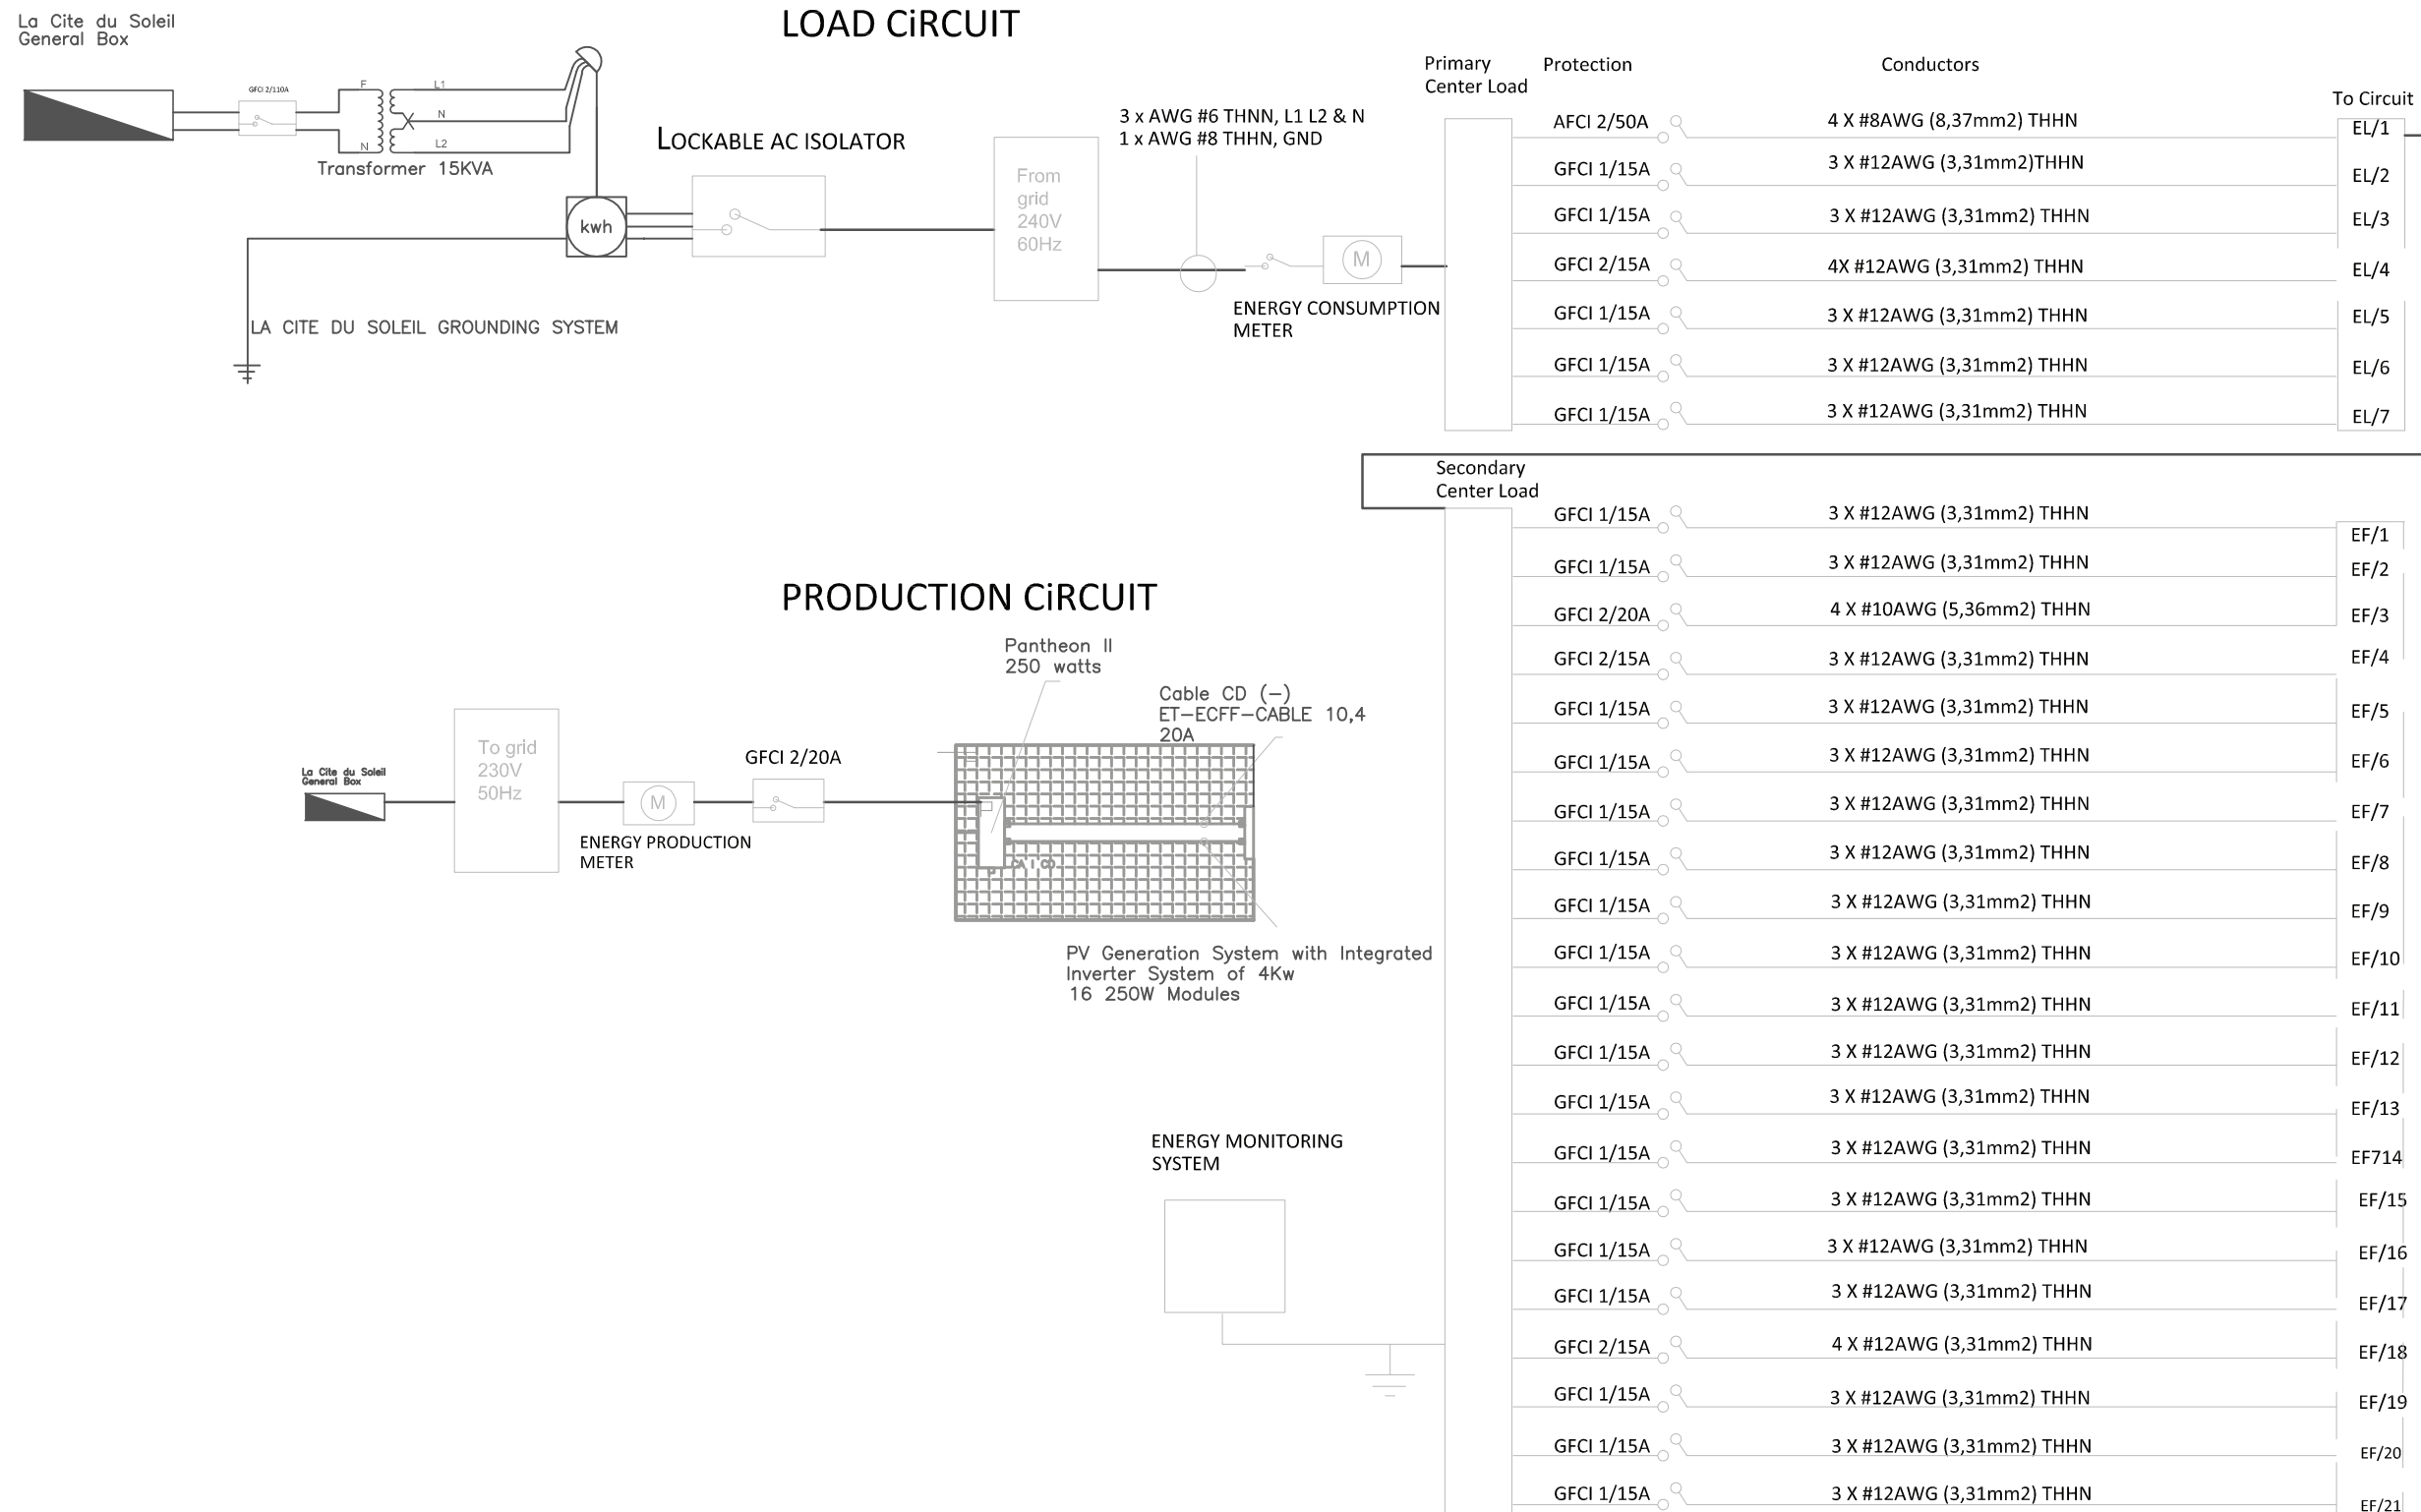 La Cite du Soleil
General Box
LOAD CiRCUIT
GFCI 2/110A
F
N
L1
N
L2
Transformer 15KVA
kwh
LA CITE DU SOLEIL GROUNDING SYSTEM
LOCKABLE AC ISOLATOR
From
grid
240V
60Hz
3 x AWG #6 THNN, L1 L2 & N
1 x AWG #8 THHN, GND
M
ENERGY CONSUMPTION
METER
Primary
Center Load
Protection
Conductors
To Circuit
AFCI 2/50A 4 X #8AWG (8,37mm2) THHN EL/1
GFCI 1/15A 3 X #12AWG (3,31mm2)THHN EL/2
GFCI 1/15A 3 X #12AWG (3,31mm2) THHN EL/3
GFCI 2/15A 4X #12AWG (3,31mm2) THHN EL/4
GFCI 1/15A 3 X #12AWG (3,31mm2) THHN EL/5
GFCI 1/15A 3 X #12AWG (3,31mm2) THHN EL/6
GFCI 1/15A 3 X #12AWG (3,31mm2) THHN EL/7
Secondary
Center Load
GFCI 1/15A 3 X #12AWG (3,31mm2) THHN EF/1
GFCI 1/15A 3 X #12AWG (3,31mm2) THHN EF/2
GFCI 2/20A 4 X #10AWG (5,36mm2) THHN EF/3
GFCI 2/15A 3 X #12AWG (3,31mm2) THHN EF/4
GFCI 1/15A 3 X #12AWG (3,31mm2) THHN EF/5
GFCI 1/15A 3 X #12AWG (3,31mm2) THHN EF/6
GFCI 1/15A 3 X #12AWG (3,31mm2) THHN EF/7
GFCI 1/15A 3 X #12AWG (3,31mm2) THHN EF/8
GFCI 1/15A 3 X #12AWG (3,31mm2) THHN EF/9
GFCI 1/15A 3 X #12AWG (3,31mm2) THHN EF/10
GFCI 1/15A 3 X #12AWG (3,31mm2) THHN EF/11
GFCI 1/15A 3 X #12AWG (3,31mm2) THHN EF/12
GFCI 1/15A 3 X #12AWG (3,31mm2) THHN EF/13
GFCI 1/15A 3 X #12AWG (3,31mm2) THHN EF714
GFCI 1/15A 3 X #12AWG (3,31mm2) THHN EF/15
GFCI 1/15A 3 X #12AWG (3,31mm2) THHN EF/16
GFCI 1/15A 3 X #12AWG (3,31mm2) THHN EF/17
GFCI 2/15A 4 X #12AWG (3,31mm2) THHN EF/18
GFCI 1/15A 3 X #12AWG (3,31mm2) THHN EF/19
GFCI 1/15A 3 X #12AWG (3,31mm2) THHN EF/20
GFCI 1/15A 3 X #12AWG (3,31mm2) THHN EF/21
PRODUCTION CiRCUIT
La Cite du Soleil
General Box
To grid
230V
50Hz
M
ENERGY PRODUCTION
METER
GFCI 2/20A
Pantheon II
250 watts
Cable CD (-)
ET-ECFF-CABLE 10,4
20A
CA CD
PV Generation System with Integrated
Inverter System of 4Kw
16 250W Modules
ENERGY MONITORING
SYSTEM